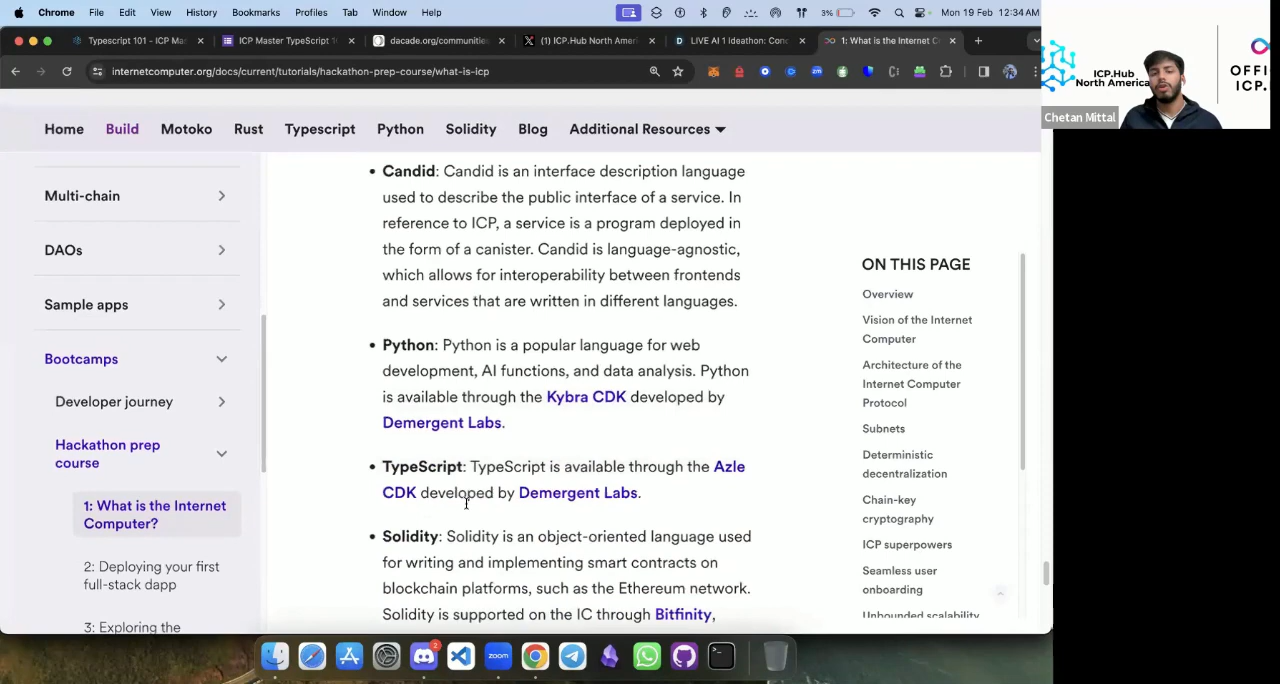 Chrome File Edit View History Bookmarks Profiles Tab Window Help 3% Mon 19 Feb 12:34 AM
Typescript 101 - ICP Ma
ICP Master TypeScript 1
dacade.org/communities
(1) ICP.Hub North Ameri
LIVE AI 1 Ideathon: Con
1: What is the Internet C
internetcomputer.org/docs/current/tutorials/hackathon-prep-course/what-is-icp
ICP.Hub
North America
OFFI
ICP.
Chetan Mittal
Home Build Motoko Rust Typescript Python Solidity Blog Additional Resources
Multi-chain
DAOs
Sample apps
Bootcamps
Developer journey
Hackathon prep
course
1: What is the Internet
Computer?
2: Deploying your first
full-stack dapp
3: Exploring the
• Candid: Candid is an interface description language
used to describe the public interface of a service. In
reference to ICP, a service is a program deployed in
the form of a canister. Candid is language-agnostic,
which allows for interoperability between frontends
and services that are written in different languages.
• Python: Python is a popular language for web
development, AI functions, and data analysis. Python
is available through the Kybra CDK developed by
Demergent Labs.
• TypeScript: TypeScript is available through the Azle
CDK developed by Demergent Labs.
• Solidity: Solidity is an object-oriented language used
for writing and implementing smart contracts on
blockchain platforms, such as the Ethereum network.
Solidity is supported on the IC through Bitfinity,
ON THIS PAGE
Overview
Vision of the Internet
Computer
Architecture of the
Internet Computer
Protocol
Subnets
Deterministic
decentralization
Chain-key
cryptography
ICP superpowers
Seamless user
onboarding
Unbounded scalability
2
zoom